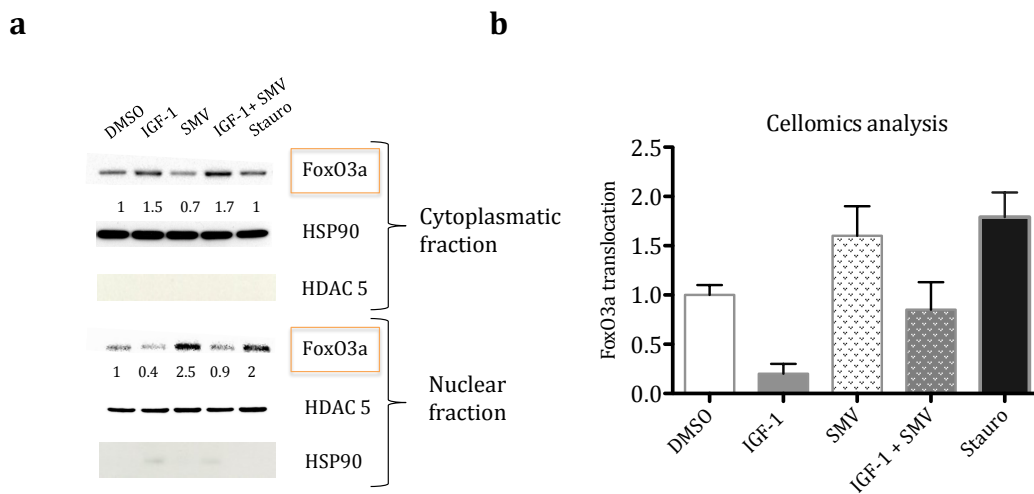 a
DMSO
IGF-1
SMV
IGF-1+ SMV
Stauro
FoxO3a
1 1.5 0.7 1.7 1
HSP90
HDAC 5
Cytoplasmatic
fraction
FoxO3a
1 0.4 2.5 0.9 2
HDAC 5
HSP90
Nuclear
fraction
b
Cellomics analysis
FoxO3a translocation
2.5
2.0
1.5
1.0
0.5
0.0
DMSO
IGF-1
SMV
IGF-1 + SMV
Stauro